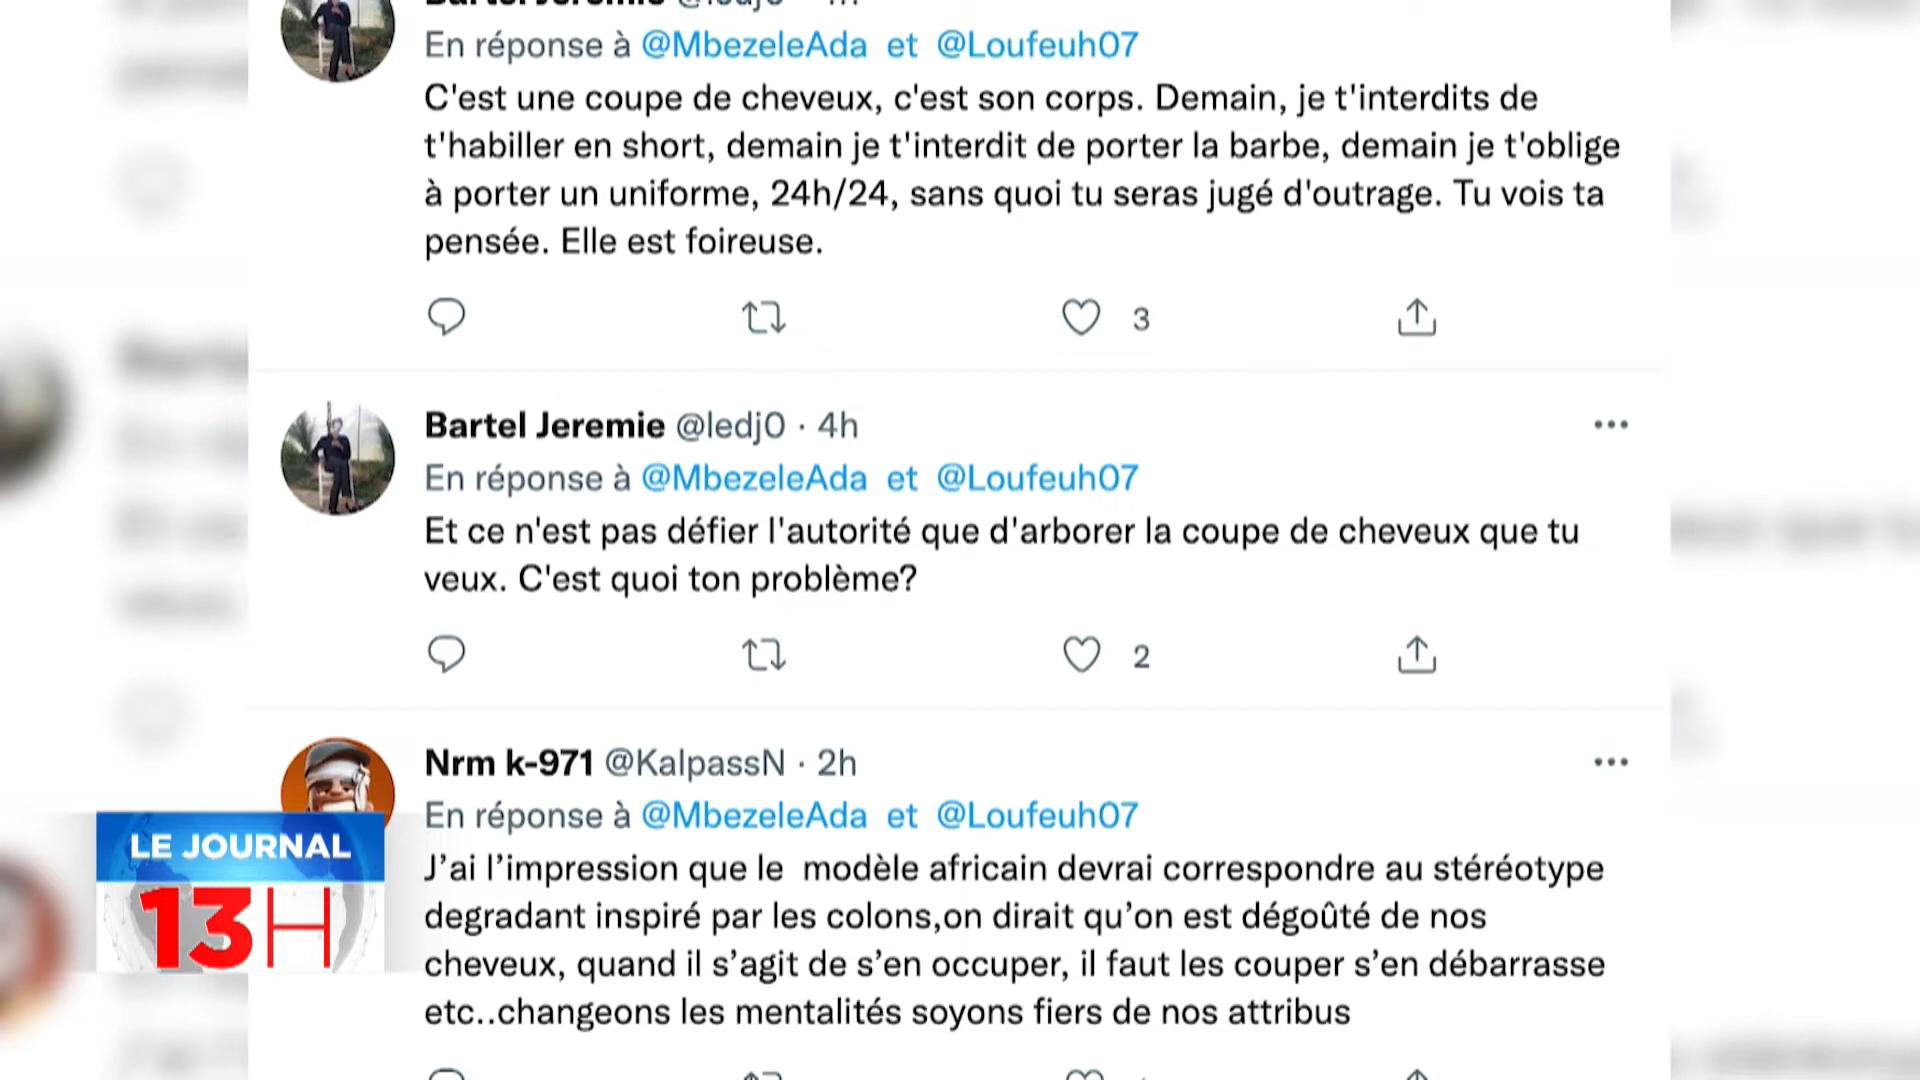 Bartel Jeremie @ledj0 · 4h
En réponse à @MbezeleAda et @Loufeuh07
C'est une coupe de cheveux, c'est son corps. Demain, je t'interdits de
t'habiller en short, demain je t'interdit de porter la barbe, demain je t'oblige
à porter un uniforme, 24h/24, sans quoi tu seras jugé d'outrage. Tu vois ta
pensée. Elle est foireuse.
3
Bartel Jeremie @ledj0 · 4h
En réponse à @MbezeleAda et @Loufeuh07
Et ce n'est pas défier l'autorité que d'arborer la coupe de cheveux que tu
veux. C'est quoi ton problème?
2
Nrm k-971 @KalpassN · 2h
En réponse à @MbezeleAda et @Loufeuh07
J’ai l’impression que le  modèle africain devrai correspondre au stéréotype
degradant inspiré par les colons,on dirait qu’on est dégoûté de nos
cheveux, quand il s’agit de s’en occuper, il faut les couper s’en débarrasse
etc..changeons les mentalités soyons fiers de nos attribus
LE JOURNAL
13H